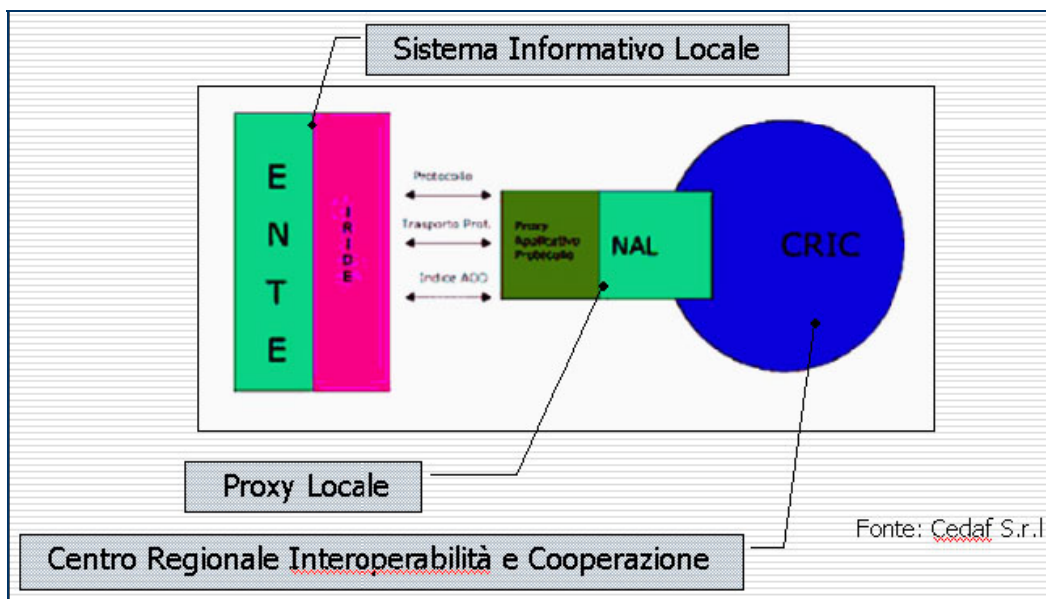 Sistema Informativo Locale
ENTE
IRIDE
Protocollo
Trasporto Prot.
Indice AOO
Proxy
Applicativo
Protocollo
NAL
CRIC
Proxy Locale
Fonte: Cedaf S.r.l
Centro Regionale Interoperabilità e Cooperazione